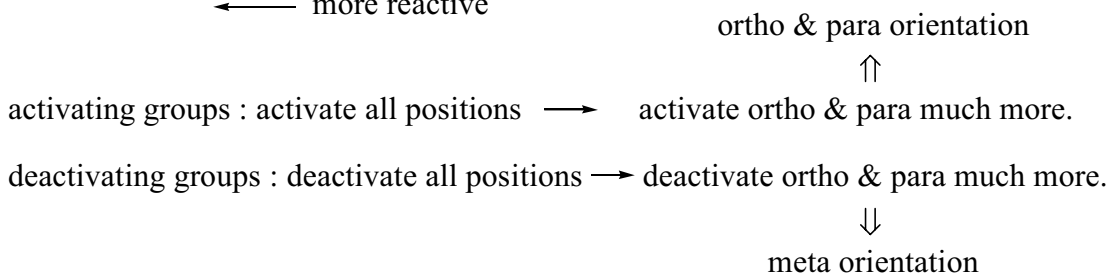 ← more reactive
ortho & para orientation
⇑
activating groups : activate all positions → activate ortho & para much more.
deactivating groups : deactivate all positions → deactivate ortho & para much more.
⇓
meta orientation